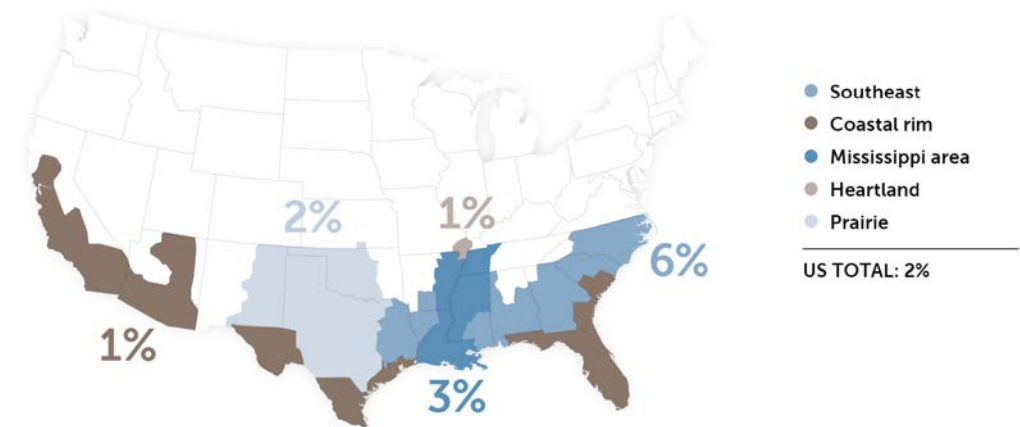 2%
1%
6%
1%
3%
Southeast
Coastal rim
Mississippi area
Heartland
Prairie
US TOTAL: 2%